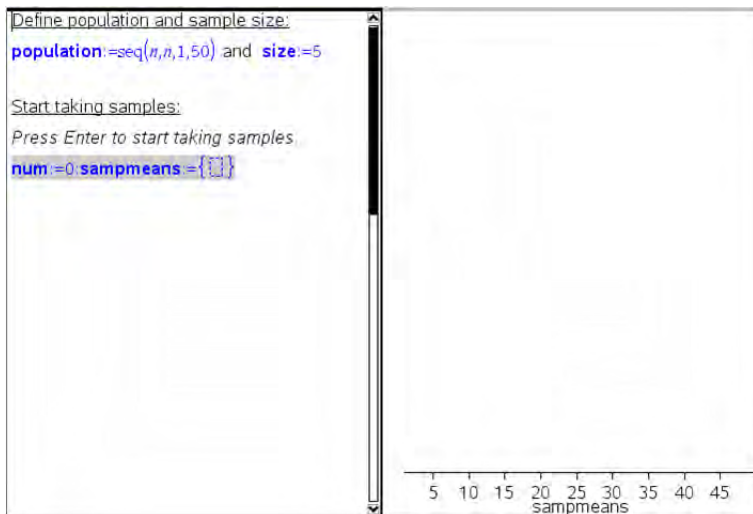 Define population and sample size:
population:=seq(n,n,1,50) and size:=5
Start taking samples:
Press Enter to start taking samples.
num:=0:sampmeans:={}
5 10 15 20 25 30 35 40 45
sampmeans